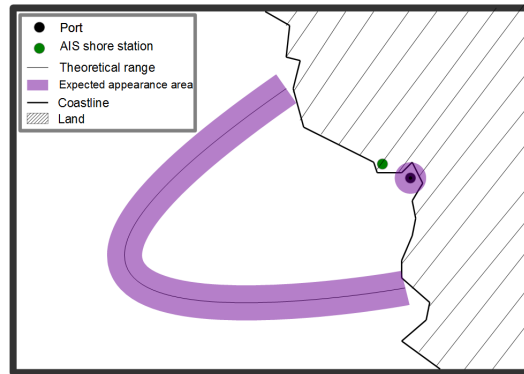 Port
AIS shore station
Theoretical range
Expected appearance area
Coastline
Land